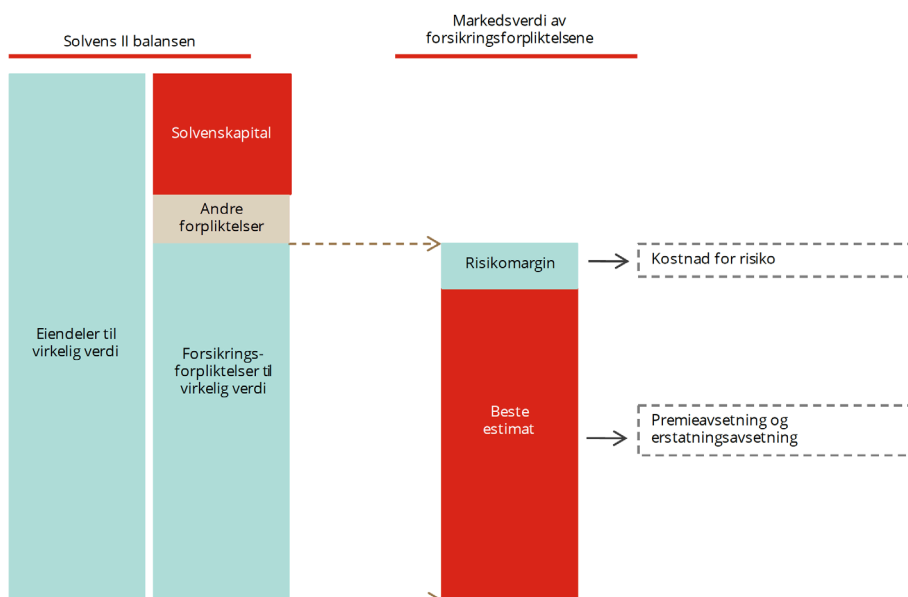 Solvens II balansen
Markedsverdi av
forsikringsforpliktelsene
Solvenskapital
Andre
forpliktelser
Eiendeler til
virkelig verdi
Forsikrings-
forpliktelser til
virkelig verdi
Risikomargin
Kostnad for risiko
Beste
estimat
Premieavsetning og
erstatningsavsetning